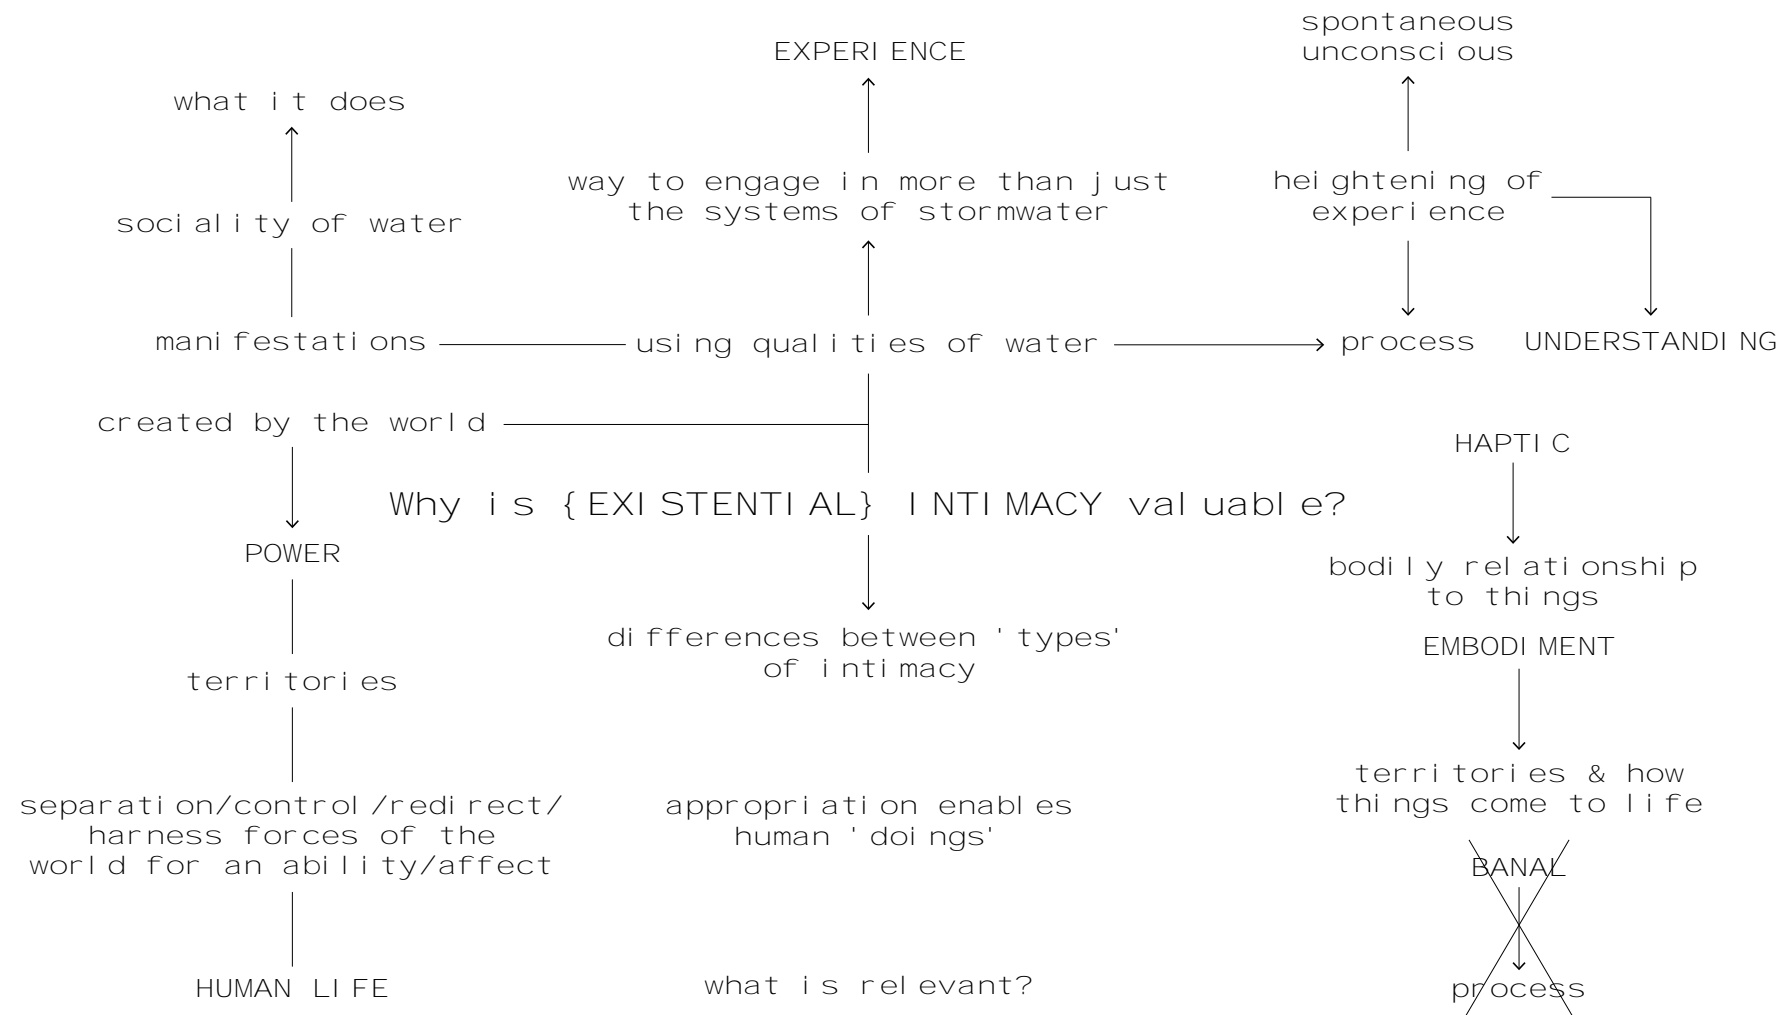 spontaneous
unconscious
EXPERIENCE
what it does
way to engage in more than just
the systems of stormwater
heightening of
experience
sociality of water
manifestations
using qualities of water
process
UNDERSTANDING
created by the world
HAPTIC
Why is {EXISTENTIAL} INTIMACY valuable?
POWER
bodily relationship
to things
differences between 'types'
of intimacy
EMBODIMENT
territories
territories & how
things come to life
separation/control/redirect/
harness forces of the
world for an ability/affect
appropriation enables
human 'doings'
BANAL
HUMAN LIFE
what is relevant?
process